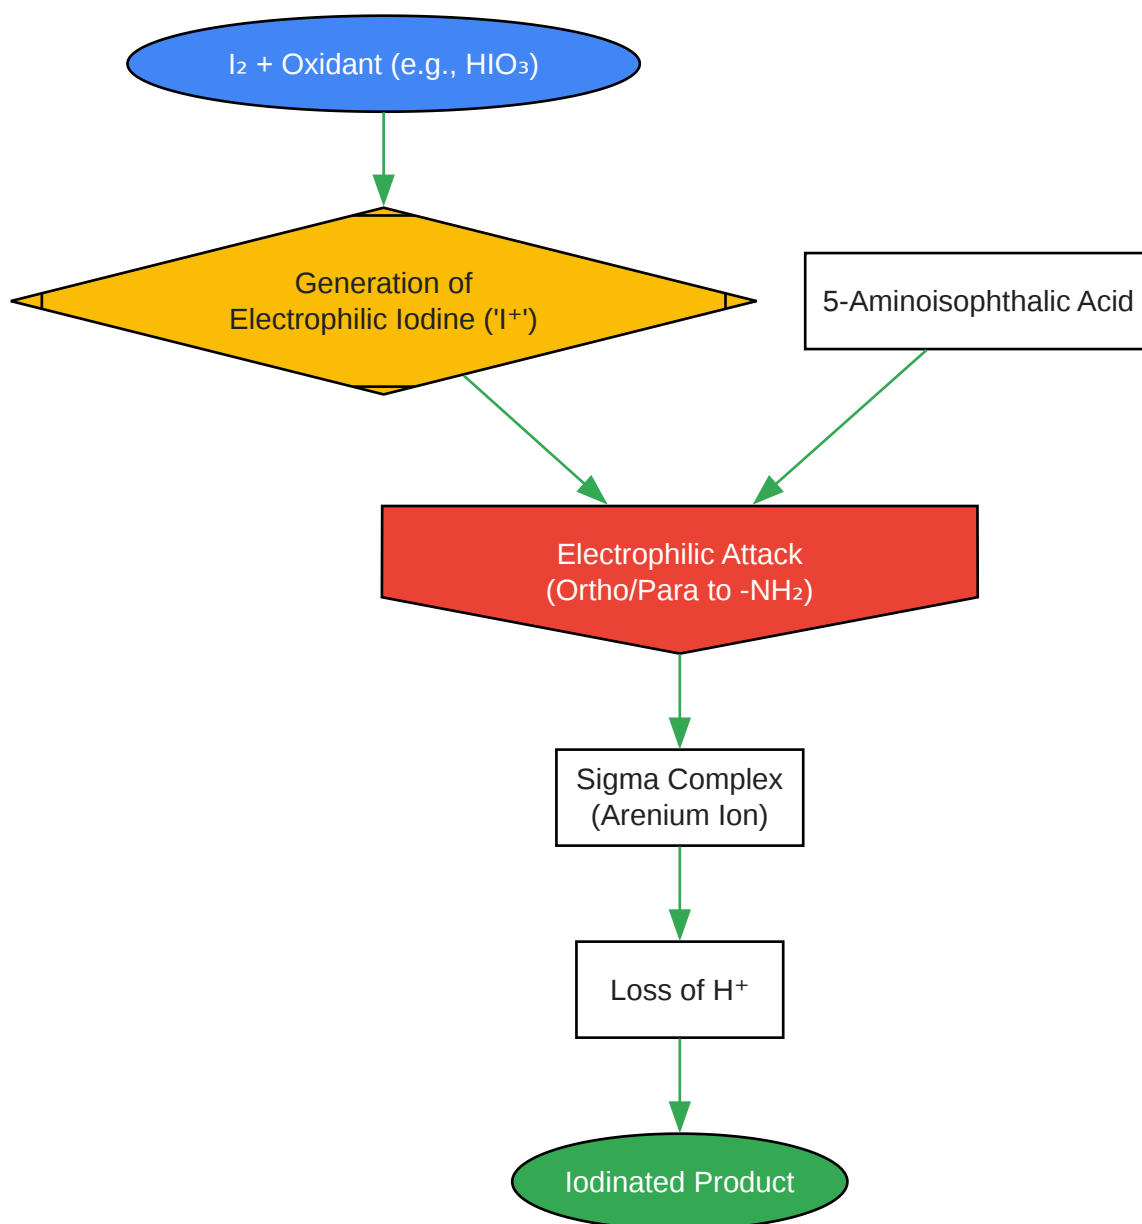 I₂ + Oxidant (e.g., HIO₃)
Generation of
Electrophilic Iodine ('I⁺')
5-Aminoisophthalic Acid
Electrophilic Attack
(Ortho/Para to -NH₂)
Sigma Complex
(Arenium Ion)
Loss of H⁺
Iodinated Product